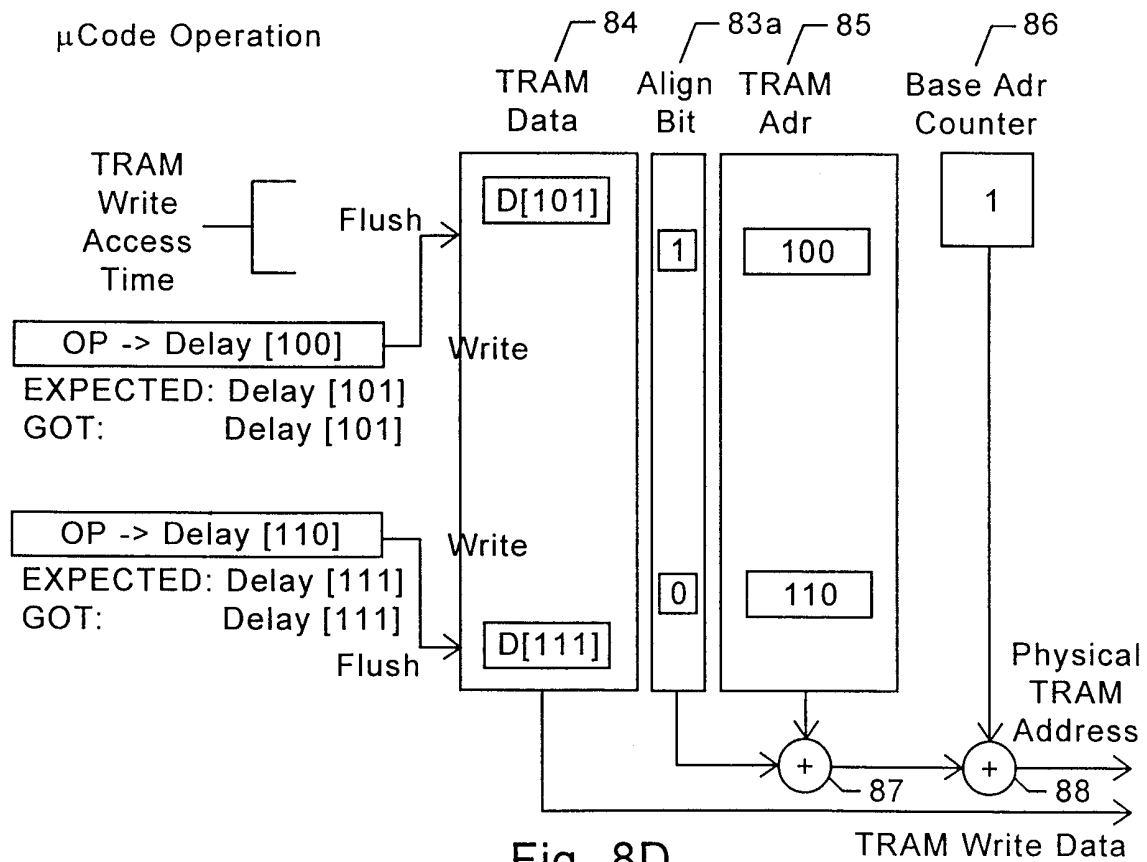 μCode Operation
84
83a
85
86
TRAM
Data
Align
Bit
TRAM
Adr
Base Adr
Counter
TRAM
Write
Access
Time
Flush
D[101]
1
100
1
OP -> Delay [100]
Write
EXPECTED: Delay [101]
GOT: Delay [101]
OP -> Delay [110]
Write
EXPECTED: Delay [111]
GOT: Delay [111]
0
110
Flush
D[111]
Physical
TRAM
Address
+
87
+
88
TRAM Write Data
Fig. 8D